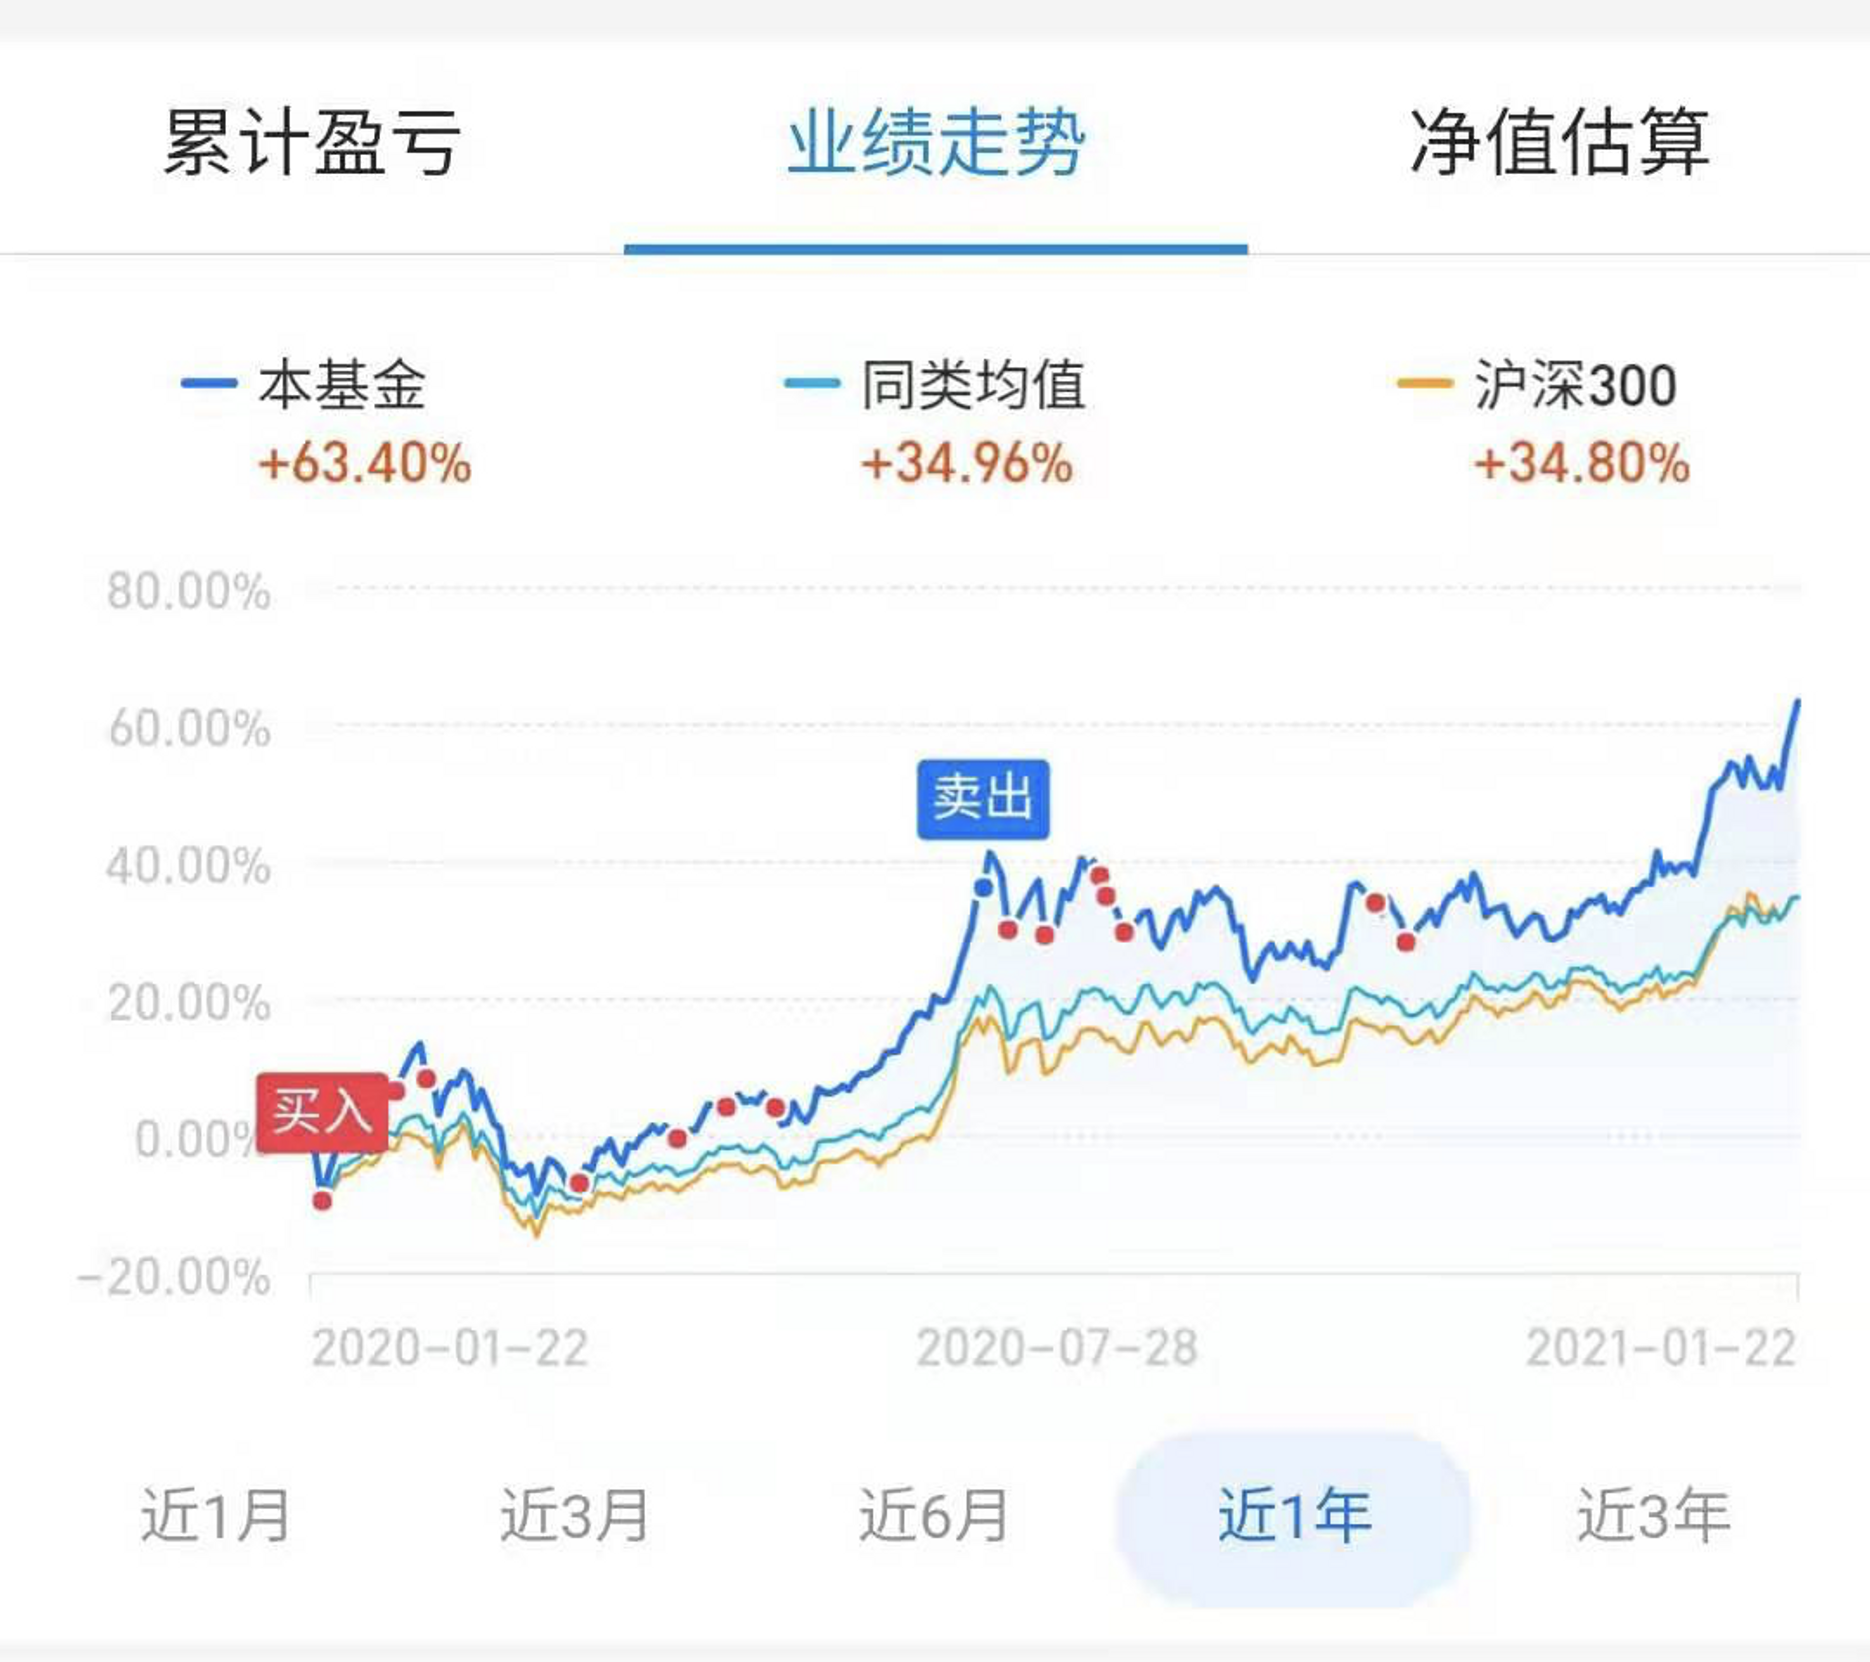 累计盈亏 业绩走势 净值估算
本基金 同类均值 沪深300
+63.40% +34.96% +34.80%
80.00%
60.00%
卖出
40.00%
20.00%
买入
0.00%
-20.00%
2020-01-22 2020-07-28 2021-01-22
近1月 近3月 近6月 近1年 近3年